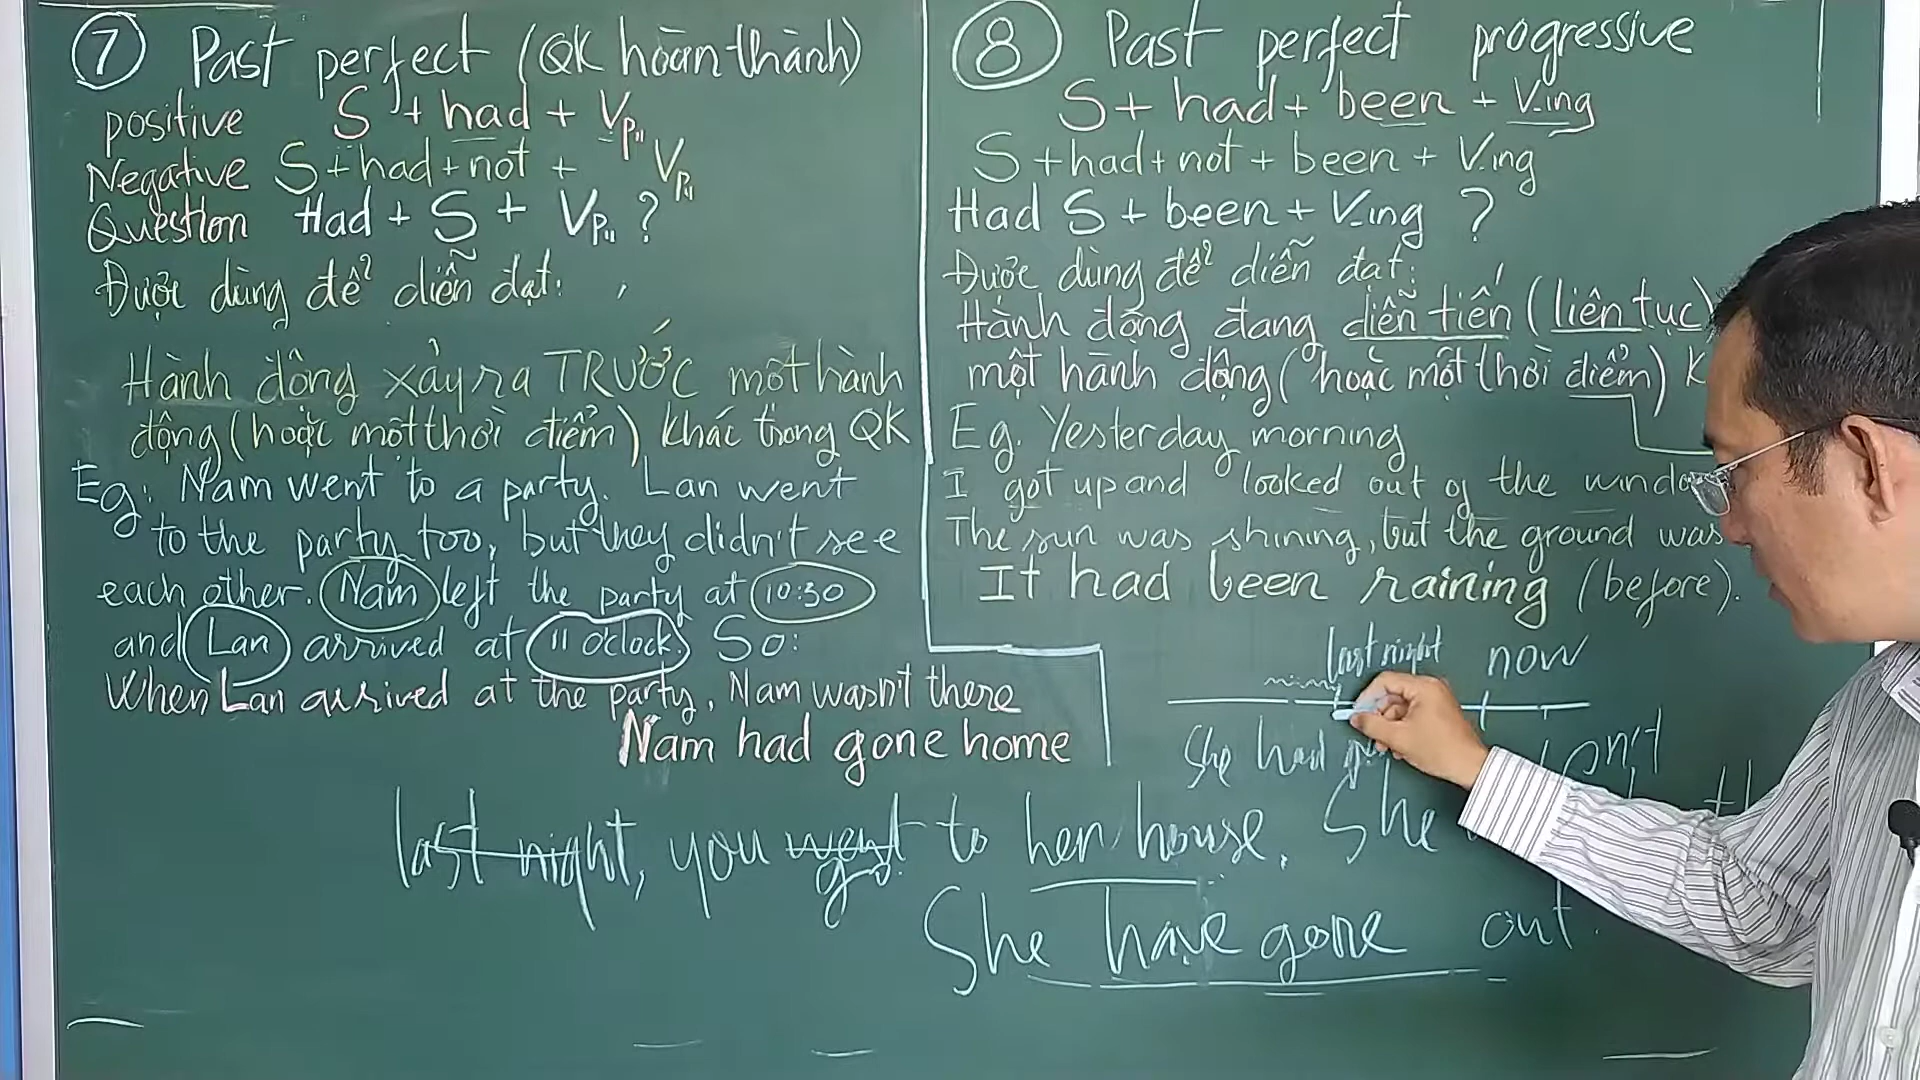 7 Past perfect (QK hoàn thành)
positive S + had + VpII
Negative S + had + not + VpII
Question Had + S + VpII ?
Được dùng để diễn đạt:
Hành động xảy ra TRƯỚC một hành
động (hoặc một thời điểm) khác trong QK
Eg: Nam went to a party. Lan went
to the party too, but they didn't see
each other. Nam left the party at 10:30
and Lan arrived at 11 o'clock. So:
When Lan arrived at the party, Nam wasn't there
Nam had gone home
8 Past perfect progressive
S + had + been + V-ing
S + had + not + been + V-ing
Had S + been + V-ing ?
Được dùng để diễn đạt:
Hành động đang diễn tiến (liên tục)
một hành động (hoặc một thời điểm) K
Eg. Yesterday morning
I got up and looked out of the windo
The sun was shining, but the ground was
It had been raining (before).
last night now
She had
last night, you went to her house. She
go
She have gone out.